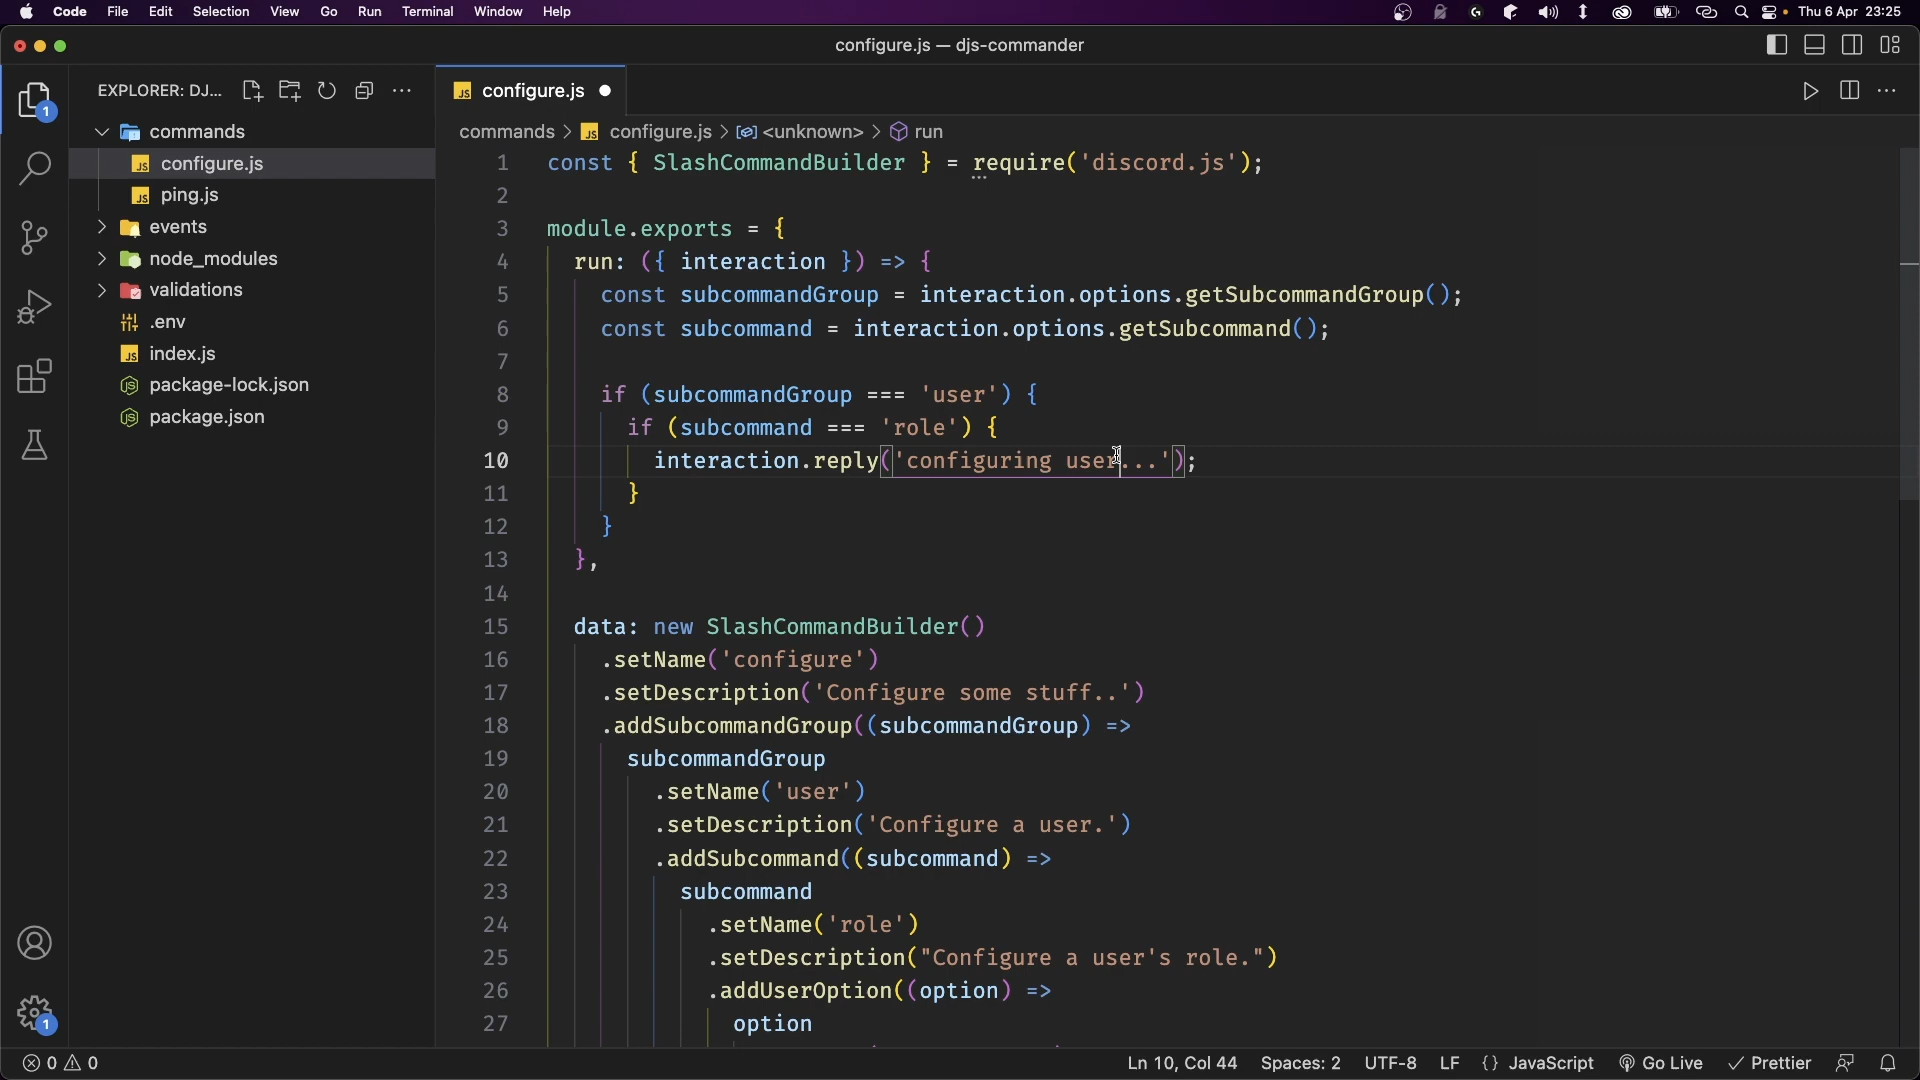 Code File Edit Selection View Go Run Terminal Window Help Thu 6 Apr 23:25
configure.js — djs-commander
EXPLORER: DJ...
commands
configure.js
ping.js
events
node_modules
validations
.env
index.js
package-lock.json
package.json
configure.js
commands > configure.js > <unknown> > run
1 const { SlashCommandBuilder } = require('discord.js');
2
3 module.exports = {
4 run: ({ interaction }) => {
5 const subcommandGroup = interaction.options.getSubcommandGroup();
6 const subcommand = interaction.options.getSubcommand();
7
8 if (subcommandGroup === 'user') {
9 if (subcommand === 'role') {
10 interaction.reply('configuring user...');
11 }
12 }
13 },
14
15 data: new SlashCommandBuilder()
16 .setName('configure')
17 .setDescription('Configure some stuff..')
18 .addSubcommandGroup((subcommandGroup) =>
19 subcommandGroup
20 .setName('user')
21 .setDescription('Configure a user.')
22 .addSubcommand((subcommand) =>
23 subcommand
24 .setName('role')
25 .setDescription("Configure a user's role.")
26 .addUserOption((option) =>
27 option
1
1
0 0 Ln 10, Col 44 Spaces: 2 UTF-8 LF {} JavaScript Go Live Prettier